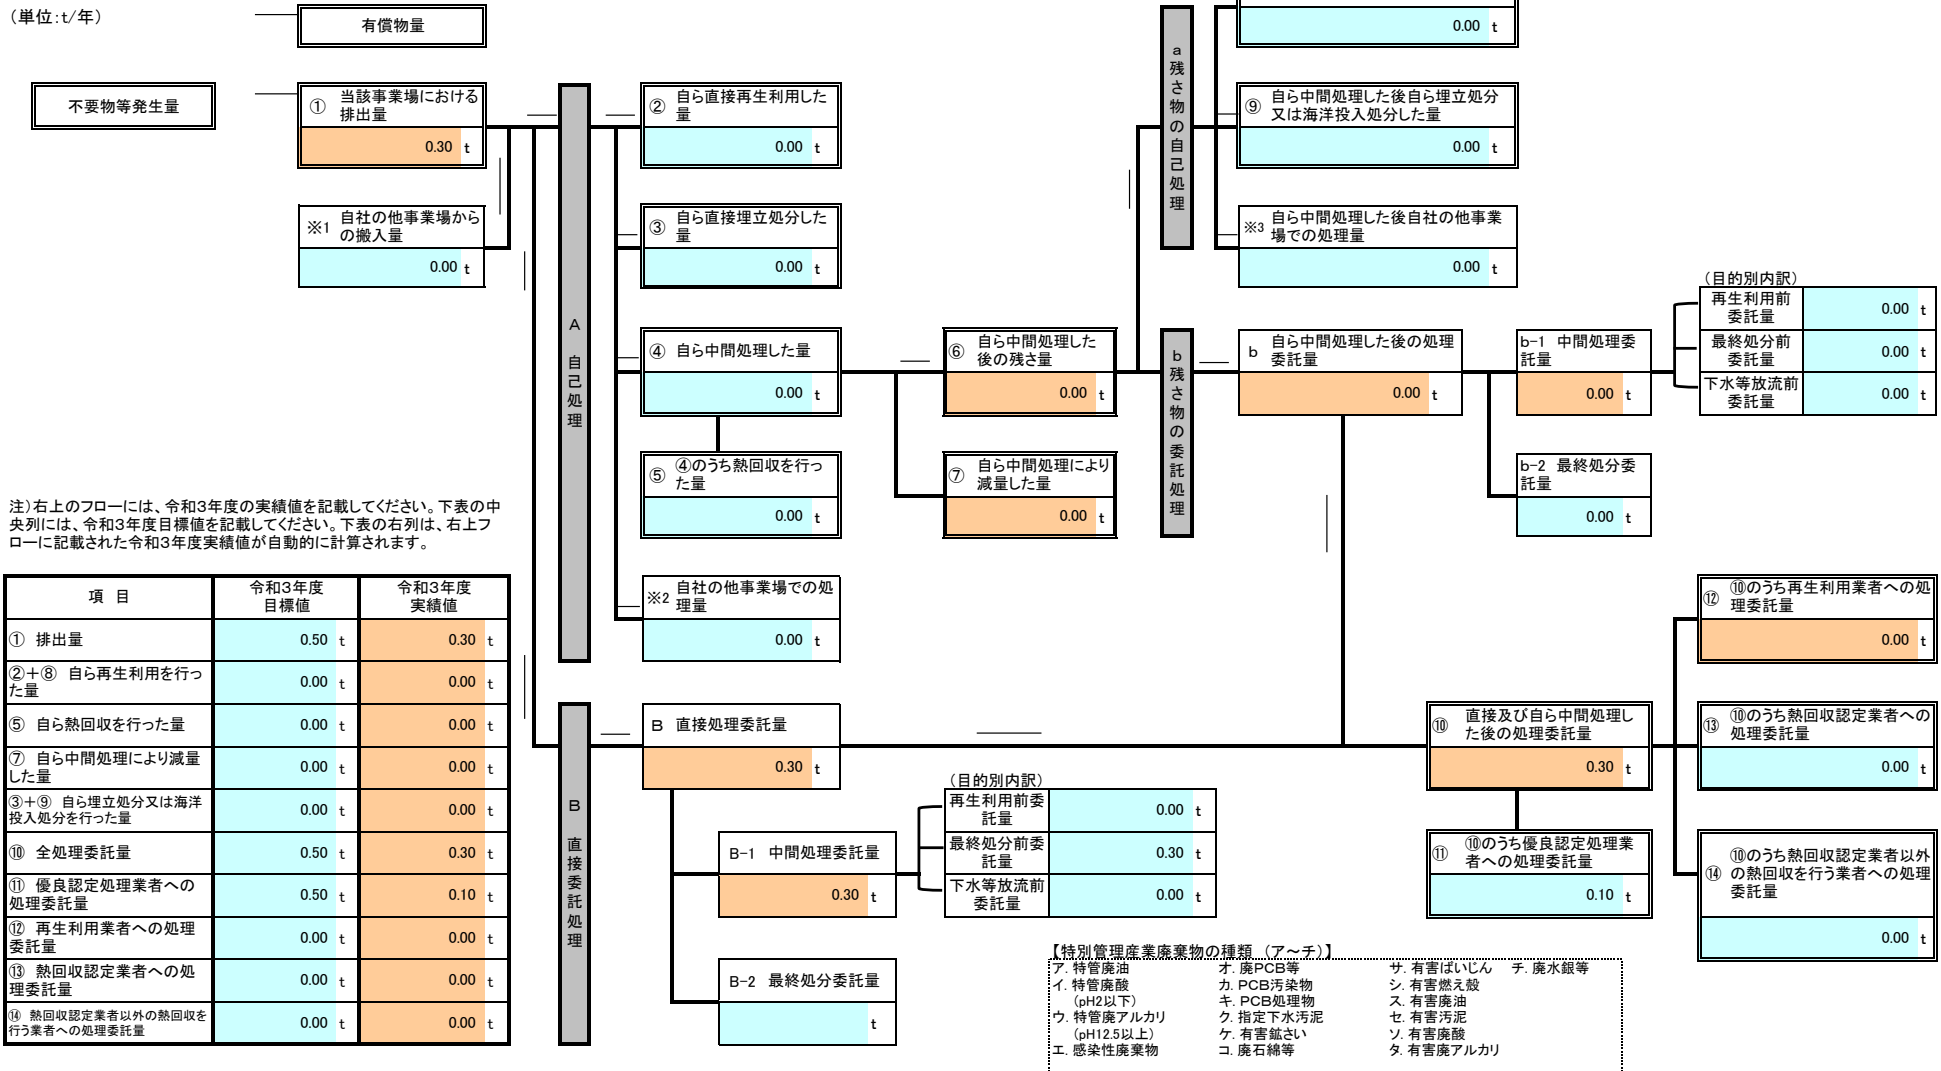 （単位:t/年）
有償物量
0.00 t
不要物等発生量
① 当該事業場における
排出量
0.30 t
※1 自社の他事業場から
の搬入量
0.00 t
A 自己処理
② 自ら直接再生利用した
量
0.00 t
③ 自ら直接埋立処分した
量
0.00 t
④ 自ら中間処理した量
0.00 t
⑤ ④のうち熱回収を行っ
た量
0.00 t
※2 自社の他事業場での処
理量
0.00 t
⑥ 自ら中間処理した
後の残さ量
0.00 t
⑦ 自ら中間処理により
減量した量
0.00 t
a 残さ物の自己処理
⑨ 自ら中間処理した後自ら埋立処分
又は海洋投入処分した量
0.00 t
※3 自ら中間処理した後自社の他事業
場での処理量
0.00 t
b 残さ物の委託処理
b 自ら中間処理した後の処理
委託量
0.00 t
b-1 中間処理委
託量
0.00 t
b-2 最終処分委
託量
0.00 t
（目的別内訳）
再生利用前
委託量
0.00 t
最終処分前
委託量
0.00 t
下水等放流前
委託量
0.00 t
注）右上のフローには、令和3年度の実績値を記載してください。下表の中
央列には、令和3年度目標値を記載してください。下表の右列は、右上フ
ローに記載された令和3年度実績値が自動的に計算されます。
項 目 令和3年度
目標値 令和3年度
実績値
① 排出量 0.50 t 0.30 t
②＋⑧ 自ら再生利用を行っ
た量 0.00 t 0.00 t
⑤ 自ら熱回収を行った量 0.00 t 0.00 t
⑦ 自ら中間処理により減量
した量 0.00 t 0.00 t
③＋⑨ 自ら埋立処分又は海洋
投入処分を行った量 0.00 t 0.00 t
⑩ 全処理委託量 0.50 t 0.30 t
⑪ 優良認定処理業者への
処理委託量 0.50 t 0.10 t
⑫ 再生利用業者への処理
委託量 0.00 t 0.00 t
⑬ 熱回収認定業者への処
理委託量 0.00 t 0.00 t
⑭ 熱回収認定業者以外の熱回収を
行う業者への処理委託量 0.00 t 0.00 t
B 直接委託処理
B 直接処理委託量
0.30 t
B-1 中間処理委託量
0.30 t
B-2 最終処分委託量
t
（目的別内訳）
再生利用前委
託量
0.00 t
最終処分前委
託量
0.30 t
下水等放流前
委託量
0.00 t
⑩ 直接及び自ら中間処理し
た後の処理委託量
0.30 t
⑪ ⑩のうち優良認定処理業
者への処理委託量
0.10 t
⑫ ⑩のうち再生利用業者への処
理委託量
0.00 t
⑬ ⑩のうち熱回収認定業者への
処理委託量
0.00 t
⑭ ⑩のうち熱回収認定業者以外
の熱回収を行う業者への処理
委託量
0.00 t
【特別管理産業廃棄物の種類 （ア～チ）】
ア. 特管廃油 オ. 廃PCB等 サ. 有害ばいじん チ. 廃水銀等
イ. 特管廃酸 カ. PCB汚染物 シ. 有害燃え殻
（pH2以下） キ. PCB処理物 ス. 有害廃油
ウ. 特管廃アルカリ ク. 指定下水汚泥 セ. 有害汚泥
（pH12.5以上） ケ. 有害鉱さい ソ. 有害廃酸
エ. 感染性廃棄物 コ. 廃石綿等 タ. 有害廃アルカリ